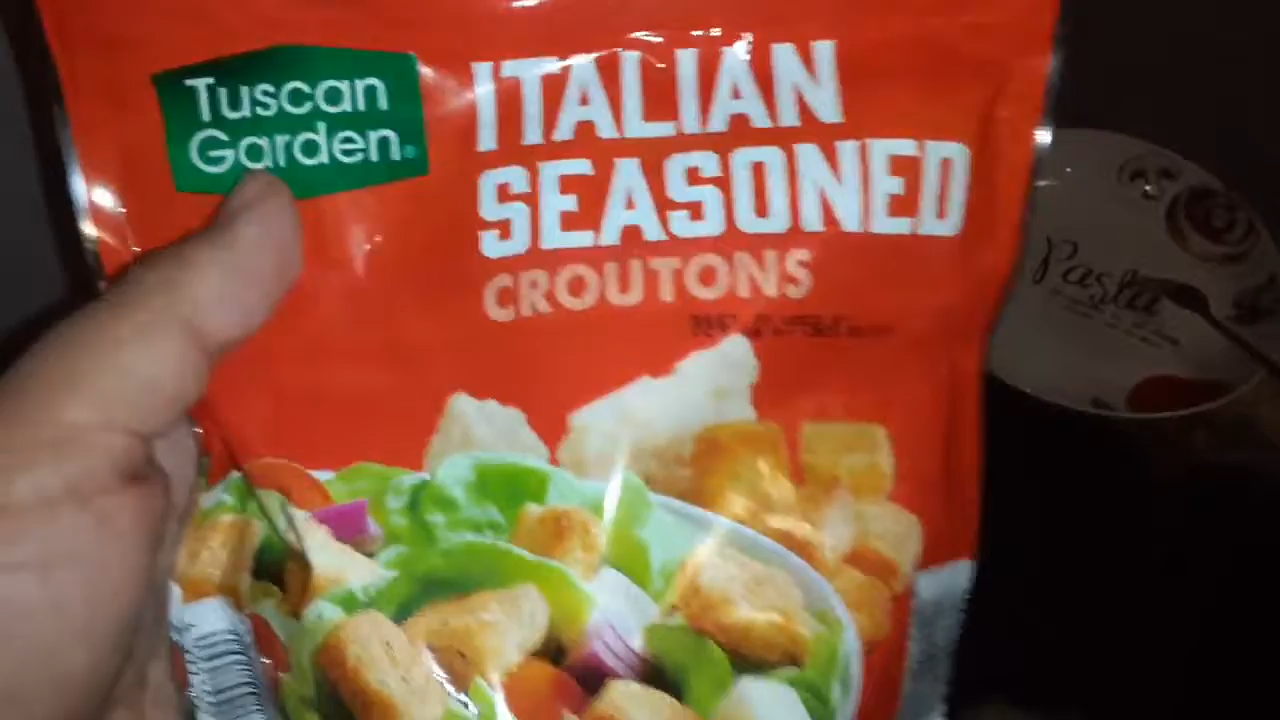 Tuscan
Garden
ITALIAN
SEASONED
CROUTONS
Pasta